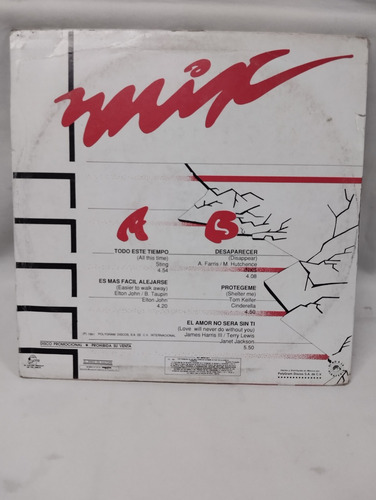 mix
A
TODO ESTE TIEMPO
(All this time)
Sting
4.54
ES MAS FACIL ALEJARSE
(Easier to walk away)
Elton John / B. Taupin
Elton John
4.20
B
DESAPARECER
(Disappear)
A. Farris / M. Hutchence
INXS
4.08
PROTEGEME
(Shelter me)
Tom Keifer
Cinderella
4.50
EL AMOR NO SERA SIN TI
(Love will never do without you)
James Harris III / Terry Lewis
Janet Jackson
5.50
DISCO PROMOCIONAL ● PROHIBIDA SU VENTA
PolyGram Discos S.A. de C.V.